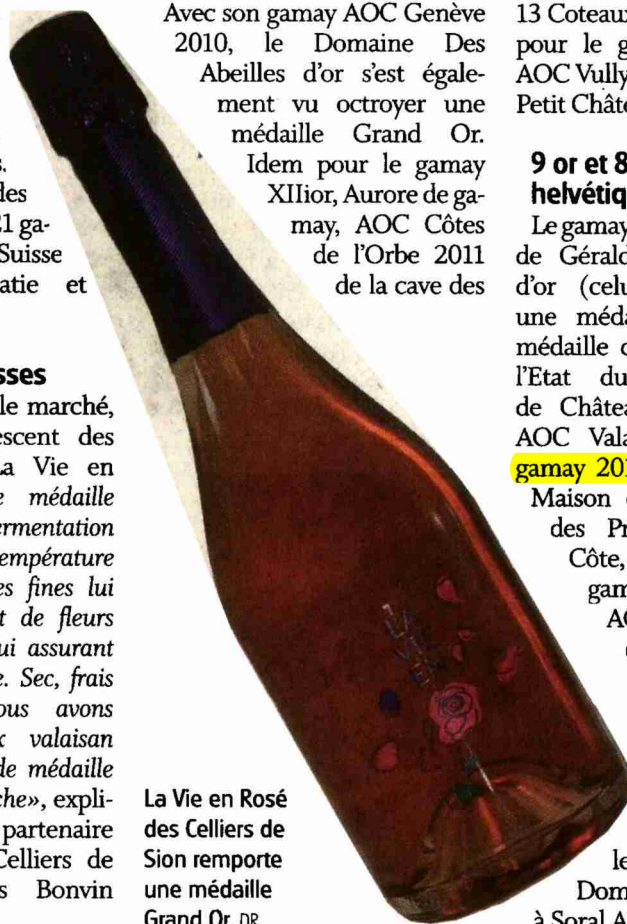 s.
des
21 ga-
Suisse
atie et
sses
le marché,
escent des
La Vie en
e médaille
ermentation
empérature
es fines lui
t de fleurs
ui assurant
e. Sec, frais
ous avons
x valaisan
de médaille
che», expli-
partenaire
Celliers de
s Bonvin
Avec son gamay AOC Genève
2010, le Domaine Des
Abeilles d'or s'est égale-
ment vu octroyer une
médaille Grand Or.
Idem pour le gamay
XIIior, Aurore de ga-
may, AOC Côtes
de l'Orbe 2011
de la cave des
La Vie en Rosé
des Celliers de
Sion remporte
une médaille
Grand Or. DR
13 Coteaux
pour le g
AOC Vully
Petit Châte
9 or et 8
helvétiq
Le gamay
de Gérald
d'or (celu
une méda
médaille d
l'Etat du
de Châtea
AOC Vala
gamay 201
Maison
des Pr
Côte,
gam
AO
le
Dom
à Soral A